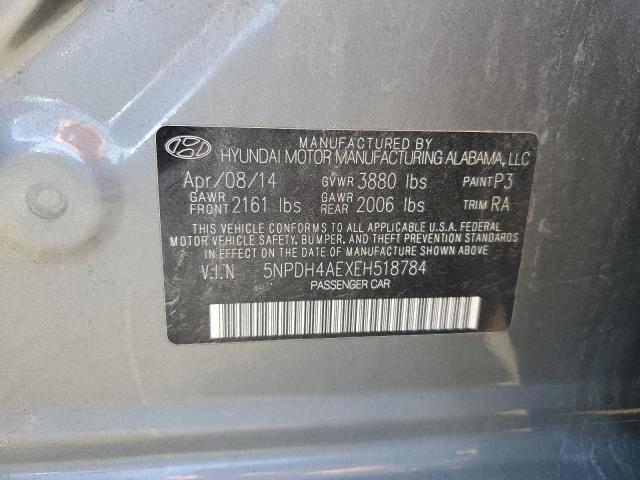 MANUFACTURED BY
HYUNDAI MOTOR MANUFACTURING ALABAMA, LLC
Apr/08/14 GVWR 3880 lbs PAINT P3
GAWR FRONT 2161 lbs GAWR REAR 2006 lbs TRIM RA
THIS VEHICLE CONFORMS TO ALL APPLICABLE U.S.A. FEDERAL
MOTOR VEHICLE SAFETY, BUMPER, AND THEFT PREVENTION STANDARDS
IN EFFECT ON THE DATE OF MANUFACTURE SHOWN ABOVE
V.I.N 5NPDH4AEXEH518784
PASSENGER CAR